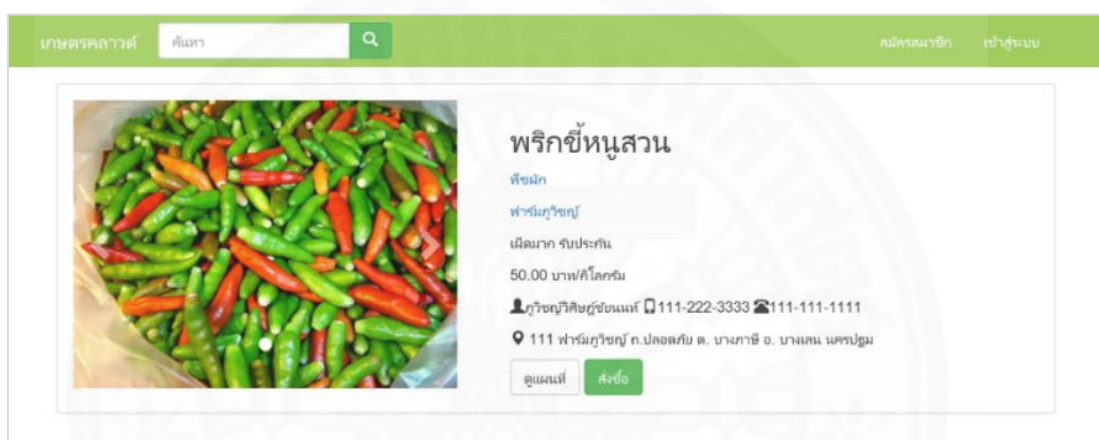 เกษตรคลาวด์ ค้นหา สมัครสมาชิก เข้าสู่ระบบ
พริกขี้หนูสวน
พืชผัก
ฟาร์มภูวิชญ์
เผ็ดมาก รับประกัน
50.00 บาท/กิโลกรัม
ภูวิชญ์วิศิษฎ์ชัยนนท์ 111-222-3333 111-111-1111
111 ฟาร์มภูวิชญ์ ถ.ปลอดภัย ต. บางภาษี อ. บางเลน นครปฐม
ดูแผนที่ สั่งซื้อ